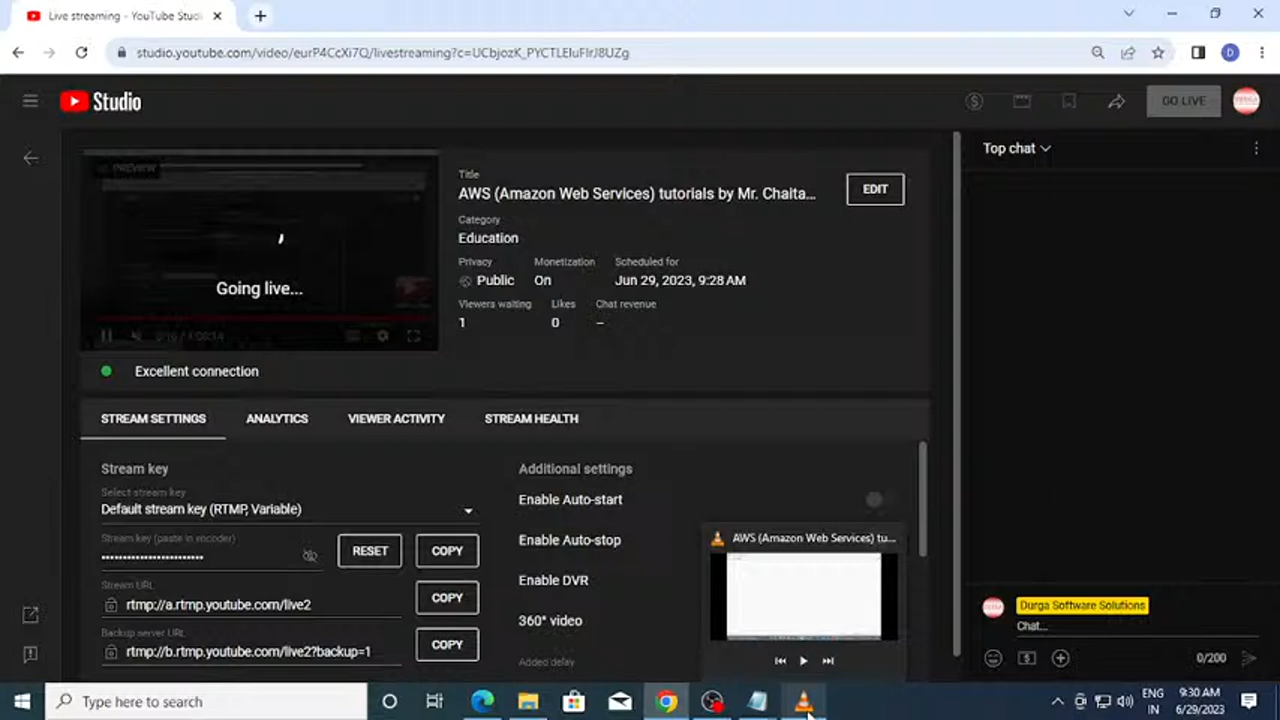 Live streaming - YouTube Studi
studio.youtube.com/video/eurP4CcXi7Q/livestreaming?c=UCbjozK_PYCTLEluFIrJ8UZg
D
Studio
GO LIVE
PREVIEW
Going live...
Title
AWS (Amazon Web Services) tutorials by Mr. Chaita...
EDIT
Category
Education
Privacy
Monetization
Scheduled for
Public
On
Jun 29, 2023, 9:28 AM
Viewers waiting
Likes
Chat revenue
1
0
–
Excellent connection
STREAM SETTINGS
ANALYTICS
VIEWER ACTIVITY
STREAM HEALTH
Stream key
Select stream key
Default stream key (RTMP, Variable)
Stream key (paste in encoder)
RESET
COPY
Stream URL
rtmp://a.rtmp.youtube.com/live2
COPY
Backup server URL
rtmp://b.rtmp.youtube.com/live2?backup=1
COPY
Additional settings
Enable Auto-start
Enable Auto-stop
Enable DVR
360° video
Added delay
AWS (Amazon Web Services) tu...
Top chat
Durga Software Solutions
Chat...
0/200
Type here to search
ENG
IN
9:30 AM
6/29/2023